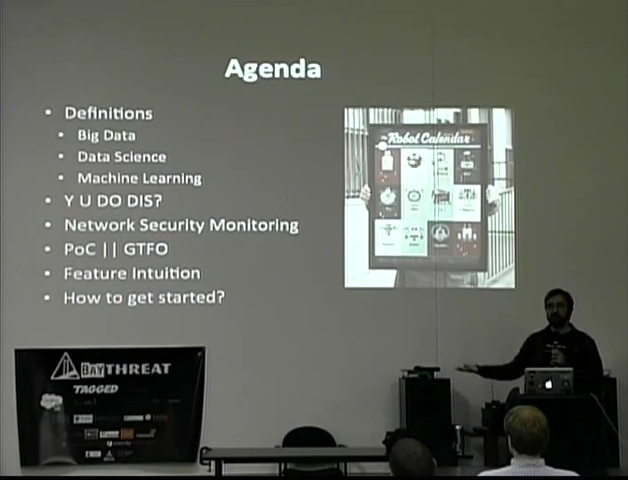 Agenda
• Definitions
• Big Data
• Data Science
• Machine Learning
• Y U DO DIS?
• Network Security Monitoring
• PoC || GTFO
• Feature Intuition
• How to get started?
Robot Calendar
BAYTHREAT
TAGGED